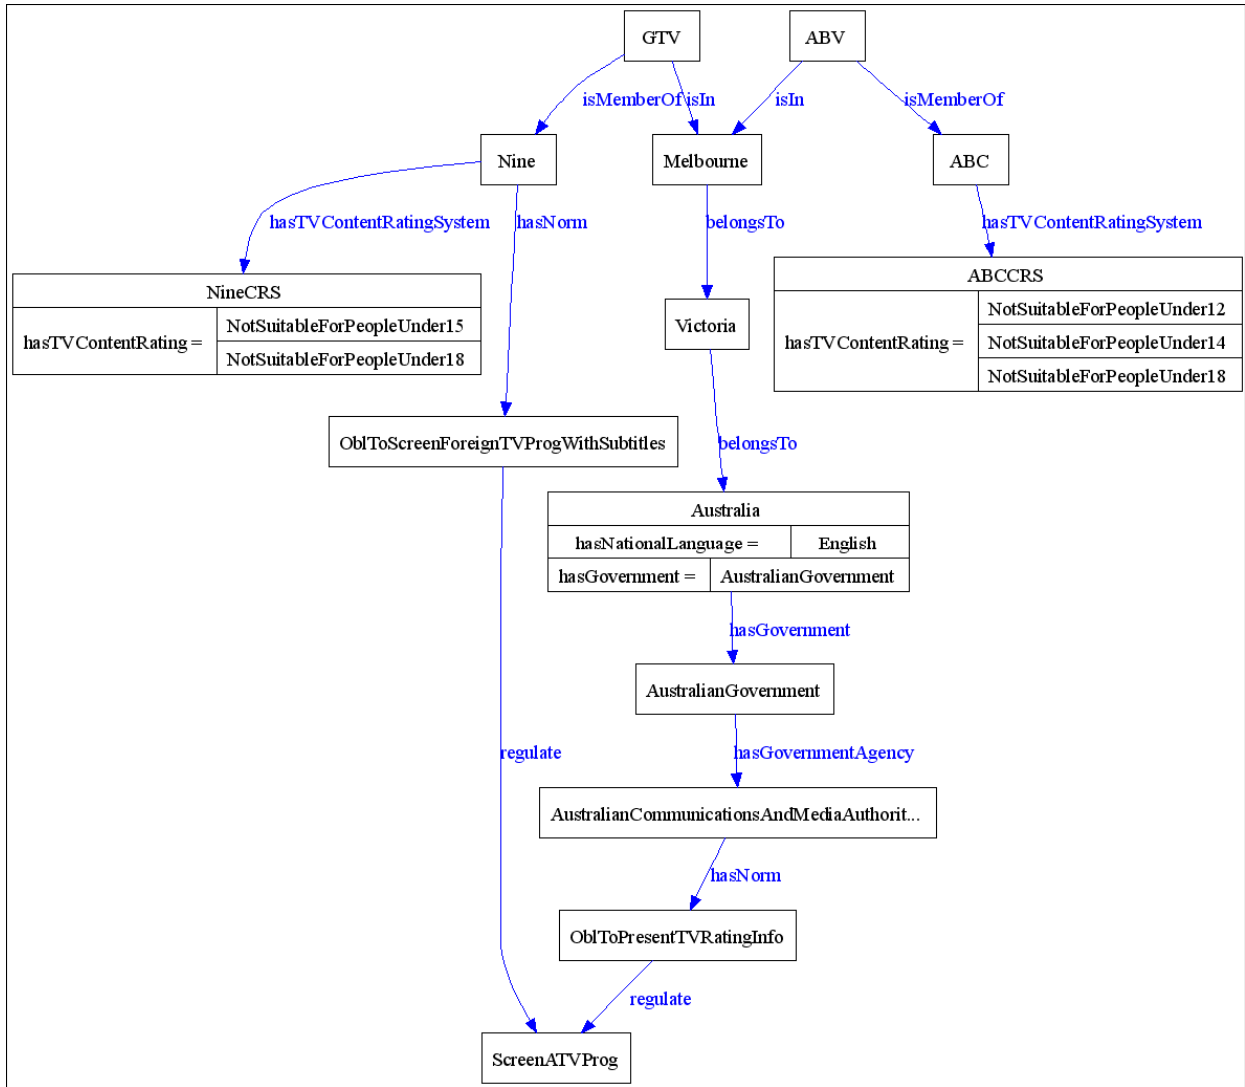 GTV
ABV
isMemberOf
isIn
isIn
isMemberOf
Nine
Melbourne
ABC
hasTVContentRatingSystem
hasNorm
belongsTo
hasTVContentRatingSystem
NineCRS
hasTVContentRating =
NotSuitableForPeopleUnder15
NotSuitableForPeopleUnder18
Victoria
ABCCRS
hasTVContentRating =
NotSuitableForPeopleUnder12
NotSuitableForPeopleUnder14
NotSuitableForPeopleUnder18
OblToScreenForeignTVProgWithSubtitles
belongsTo
Australia
hasNationalLanguage =
English
hasGovernment =
AustralianGovernment
hasGovernment
AustralianGovernment
regulate
hasGovernmentAgency
AustralianCommunicationsAndMediaAuthorit...
hasNorm
OblToPresentTVRatingInfo
regulate
ScreenATVProg